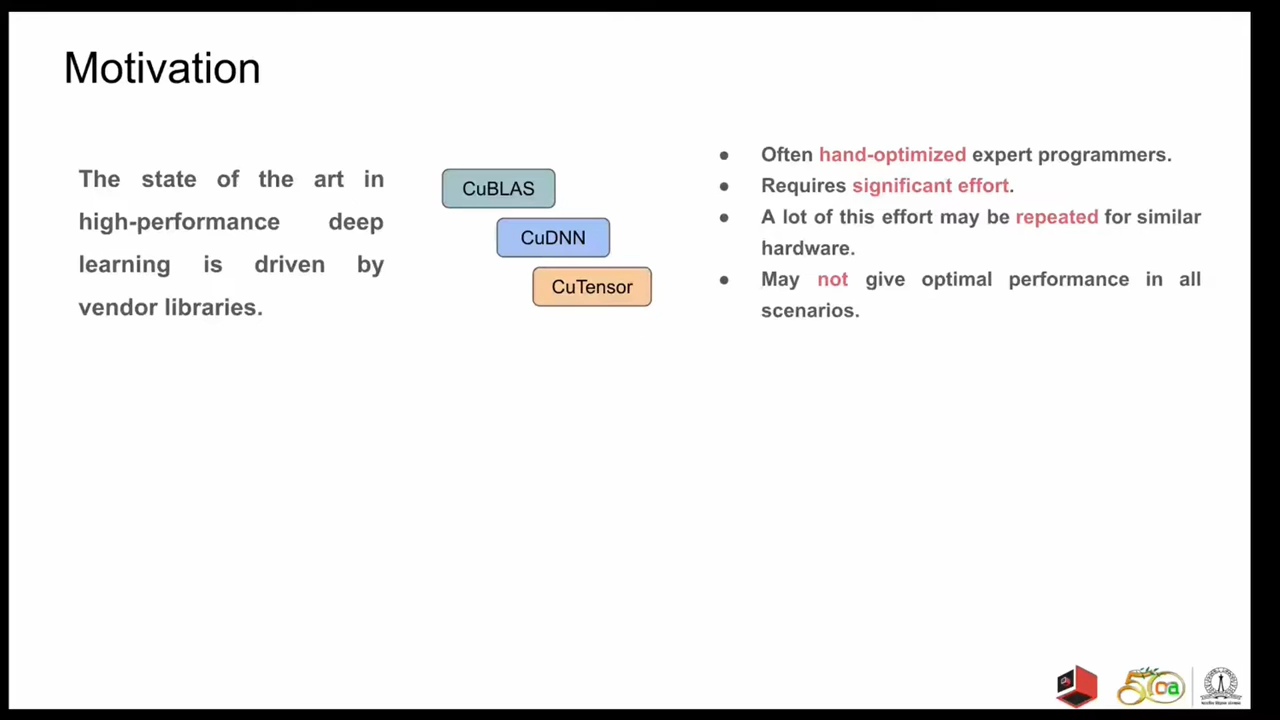 Motivation
The state of the art in
high-performance deep
learning is driven by
vendor libraries.
CuBLAS
CuDNN
CuTensor
● Often hand-optimized expert programmers.
● Requires significant effort.
● A lot of this effort may be repeated for similar
hardware.
● May not give optimal performance in all
scenarios.